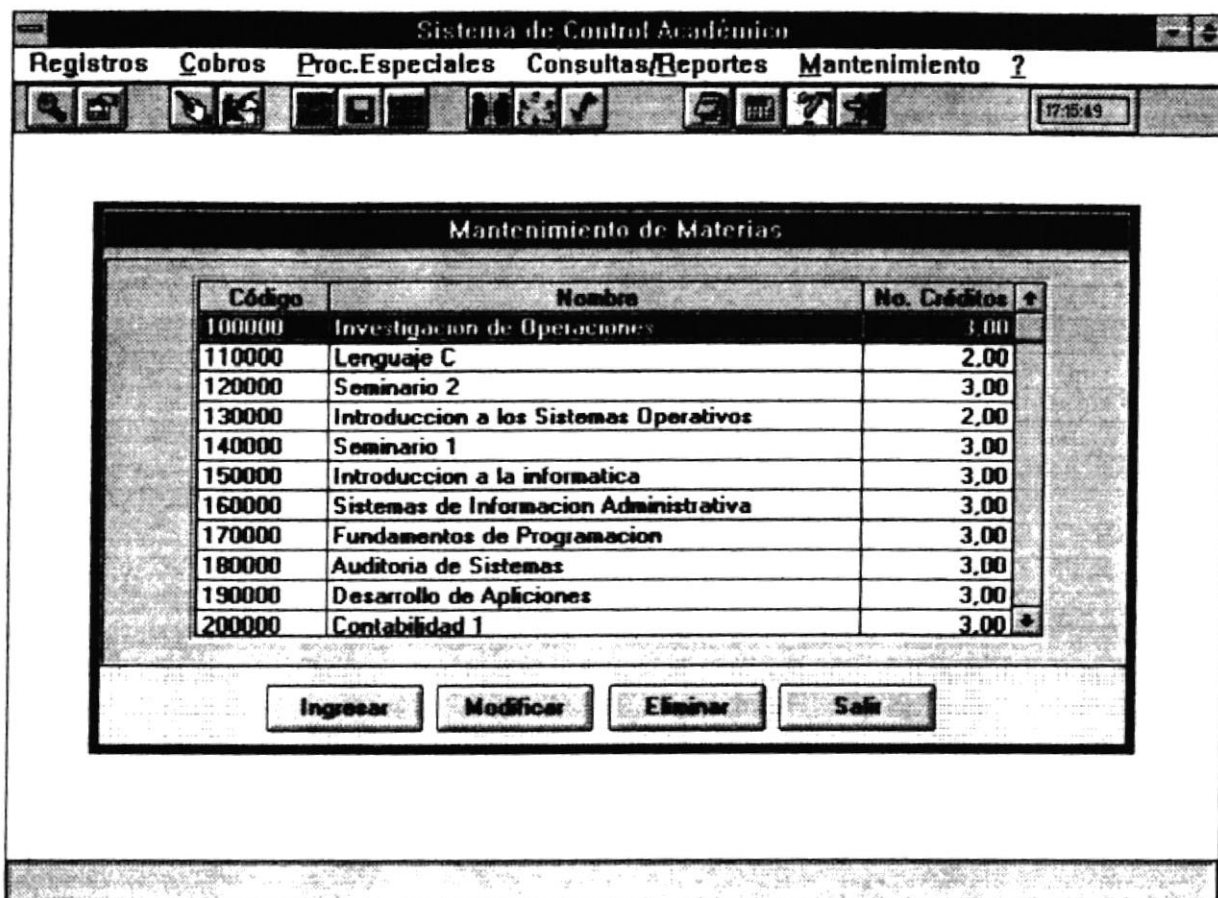 Sistema de Control Académico
Registros Cobros Proc.Especiales Consultas/Reportes Mantenimiento ?
17:15:49
Mantenimiento de Materias
Código Nombre No. Créditos
100000 Investigacion de Operaciones 3,00
110000 Lenguaje C 2,00
120000 Seminario 2 3,00
130000 Introduccion a los Sistemas Operativos 2,00
140000 Seminario 1 3,00
150000 Introduccion a la informatica 3,00
160000 Sistemas de Informacion Administrativa 3,00
170000 Fundamentos de Programacion 3,00
180000 Auditoria de Sistemas 3,00
190000 Desarrollo de Apliciones 3,00
200000 Contabilidad 1 3,00
Ingresar Modificar Eliminar Salir